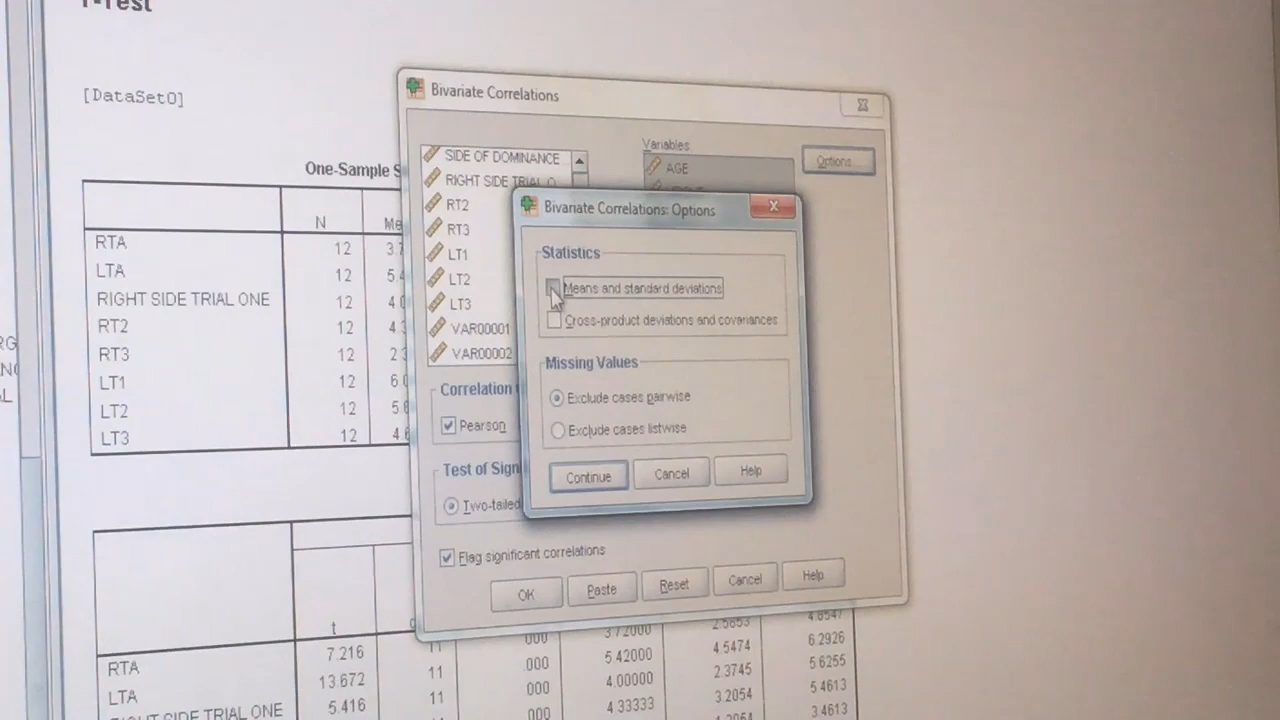 T-Test
[DataSet0]
One-Sample S
N
RTA 12
LTA 12
RIGHT SIDE TRIAL ONE 12
RT2 12
RT3 12
LT1 12
LT2 12
LT3 12
t
RTA 7.216 11 .000 3.72000 2.5853 4.8547
LTA 13.672 11 .000 5.42000 4.5474 6.2926
RIGHT SIDE TRIAL ONE 5.416 11 .000 4.00000 2.3745 5.6255
.000 4.33333 3.2054 5.4613
3.4613
Bivariate Correlations
SIDE OF DOMINANCE
RIGHT SIDE TRIAL O
RT2
RT3
LT1
LT2
LT3
VAR00001
VAR00002
Variables
AGE
Options
Correlation
Pearson
Test of Sign
Two-tailed
Flag significant correlations
OK Paste Reset Cancel Help
Bivariate Correlations: Options
Statistics
Means and standard deviations
Cross-product deviations and covariances
Missing Values
Exclude cases pairwise
Exclude cases listwise
Continue Cancel Help